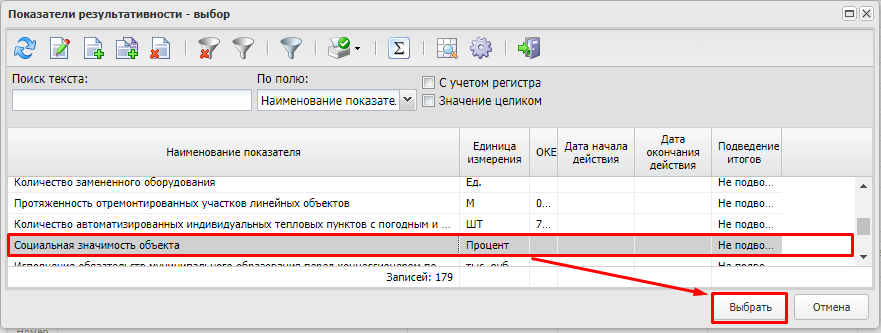 Показатели результативности - выбор
Поиск текста:
По полю:
С учетом регистра
Наименование показате.
Значение целиком
Наименование показателя
Единица измерения
ОКЕ
Дата начала действия
Дата окончания действия
Подведение итогов
Количество замененного оборудования Ед. Не подво...
Протяженность отремонтированных участков линейных объектов М 0... Не подво...
Количество автоматизированных индивидуальных тепловых пунктов с погодным и ... ШТ 7... Не подво...
Социальная значимость объекта Процент Не подво...
Исполнение обязательств муниципального образования перед концессионером по тыс. руб. Не подво...
Записей: 179
Выбрать
Отмена
Номер